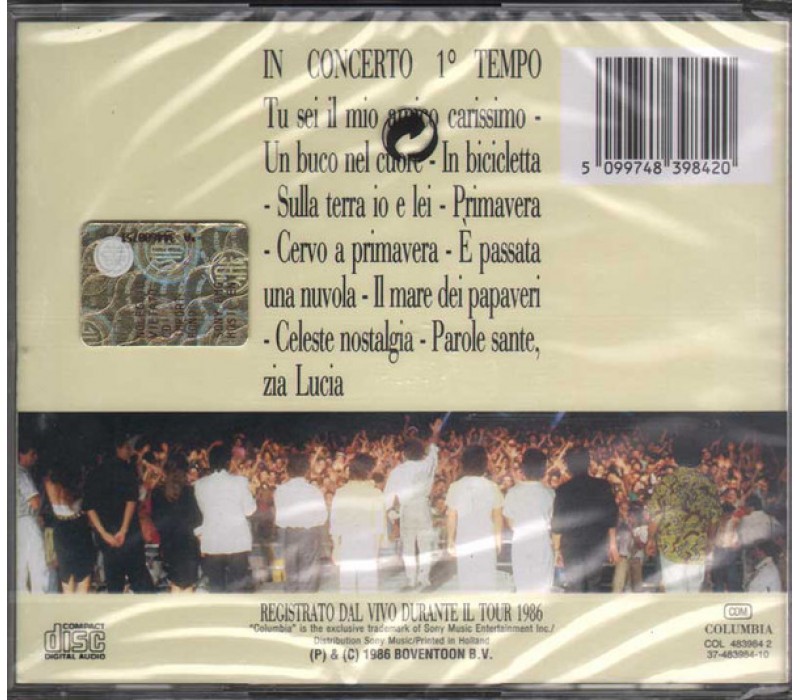 IN CONCERTO 1° TEMPO
Tu sei il mio amico carissimo -
Un buco nel cuore - In bicicletta
- Sulla terra io e lei - Primavera
- Cervo a primavera - È passata
una nuvola - Il mare dei papaveri
- Celeste nostalgia - Parole sante,
zia Lucia
5 099748 398420
REGISTRATO DAL VIVO DURANTE IL TOUR 1986
"Columbia" is the exclusive trademark of Sony Music Entertainment Inc./
Distribution Sony Music/Printed in Holland
(P) & (C) 1986 BOVENTOON B.V.
COMPACT
disc
DIGITAL AUDIO
CDM
COLUMBIA
COL 483984 2
37-483984-10